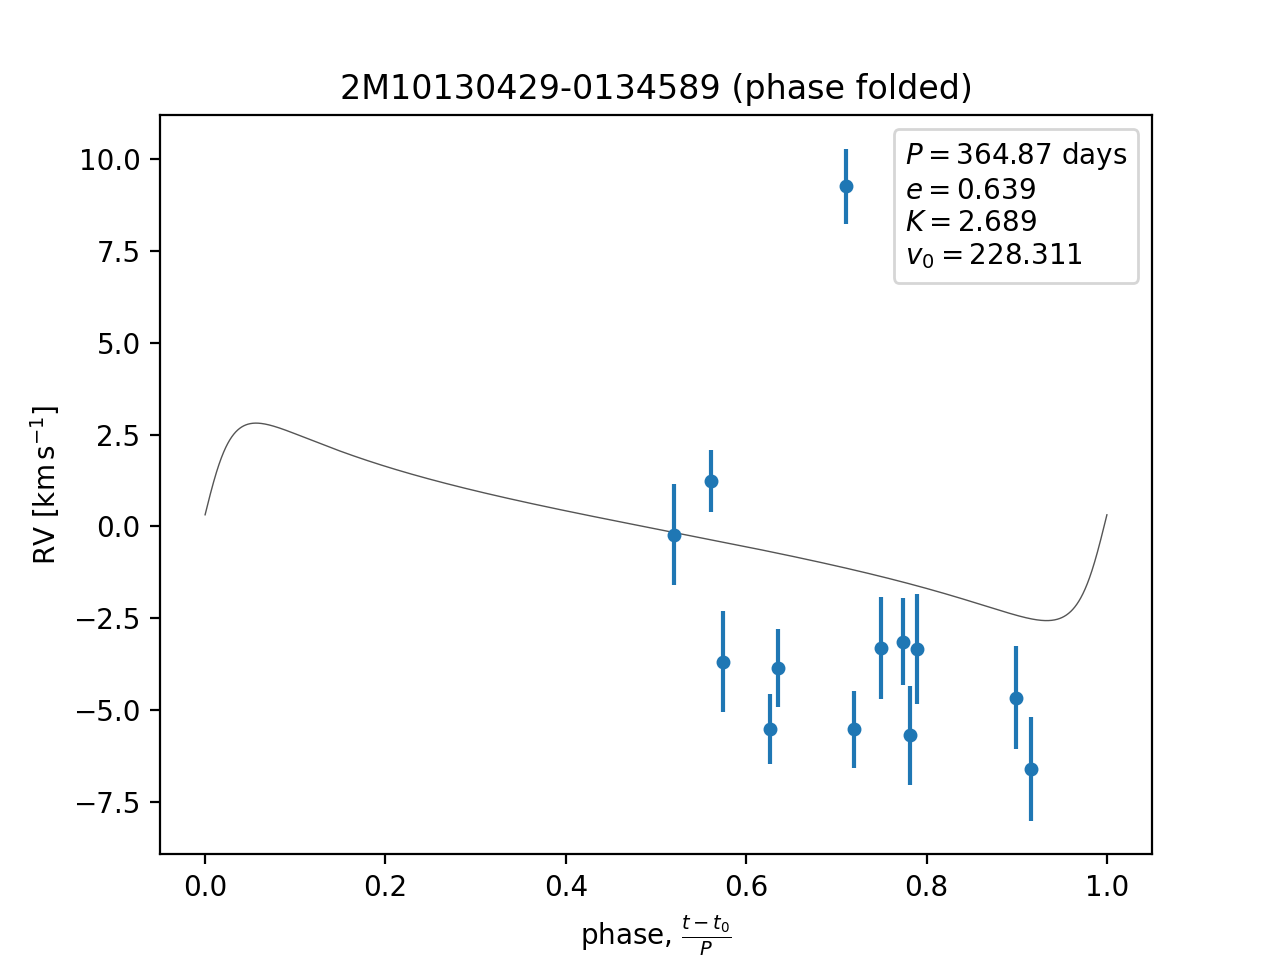 2M10130429-0134589 (phase folded)
P = 364.87 days
e = 0.639
K = 2.689
v₀ = 228.311
10.0
7.5
5.0
2.5
0.0
−2.5
−5.0
−7.5
RV [km s⁻¹]
0.0 0.2 0.4 0.6 0.8 1.0
phase, (t − t₀)/P